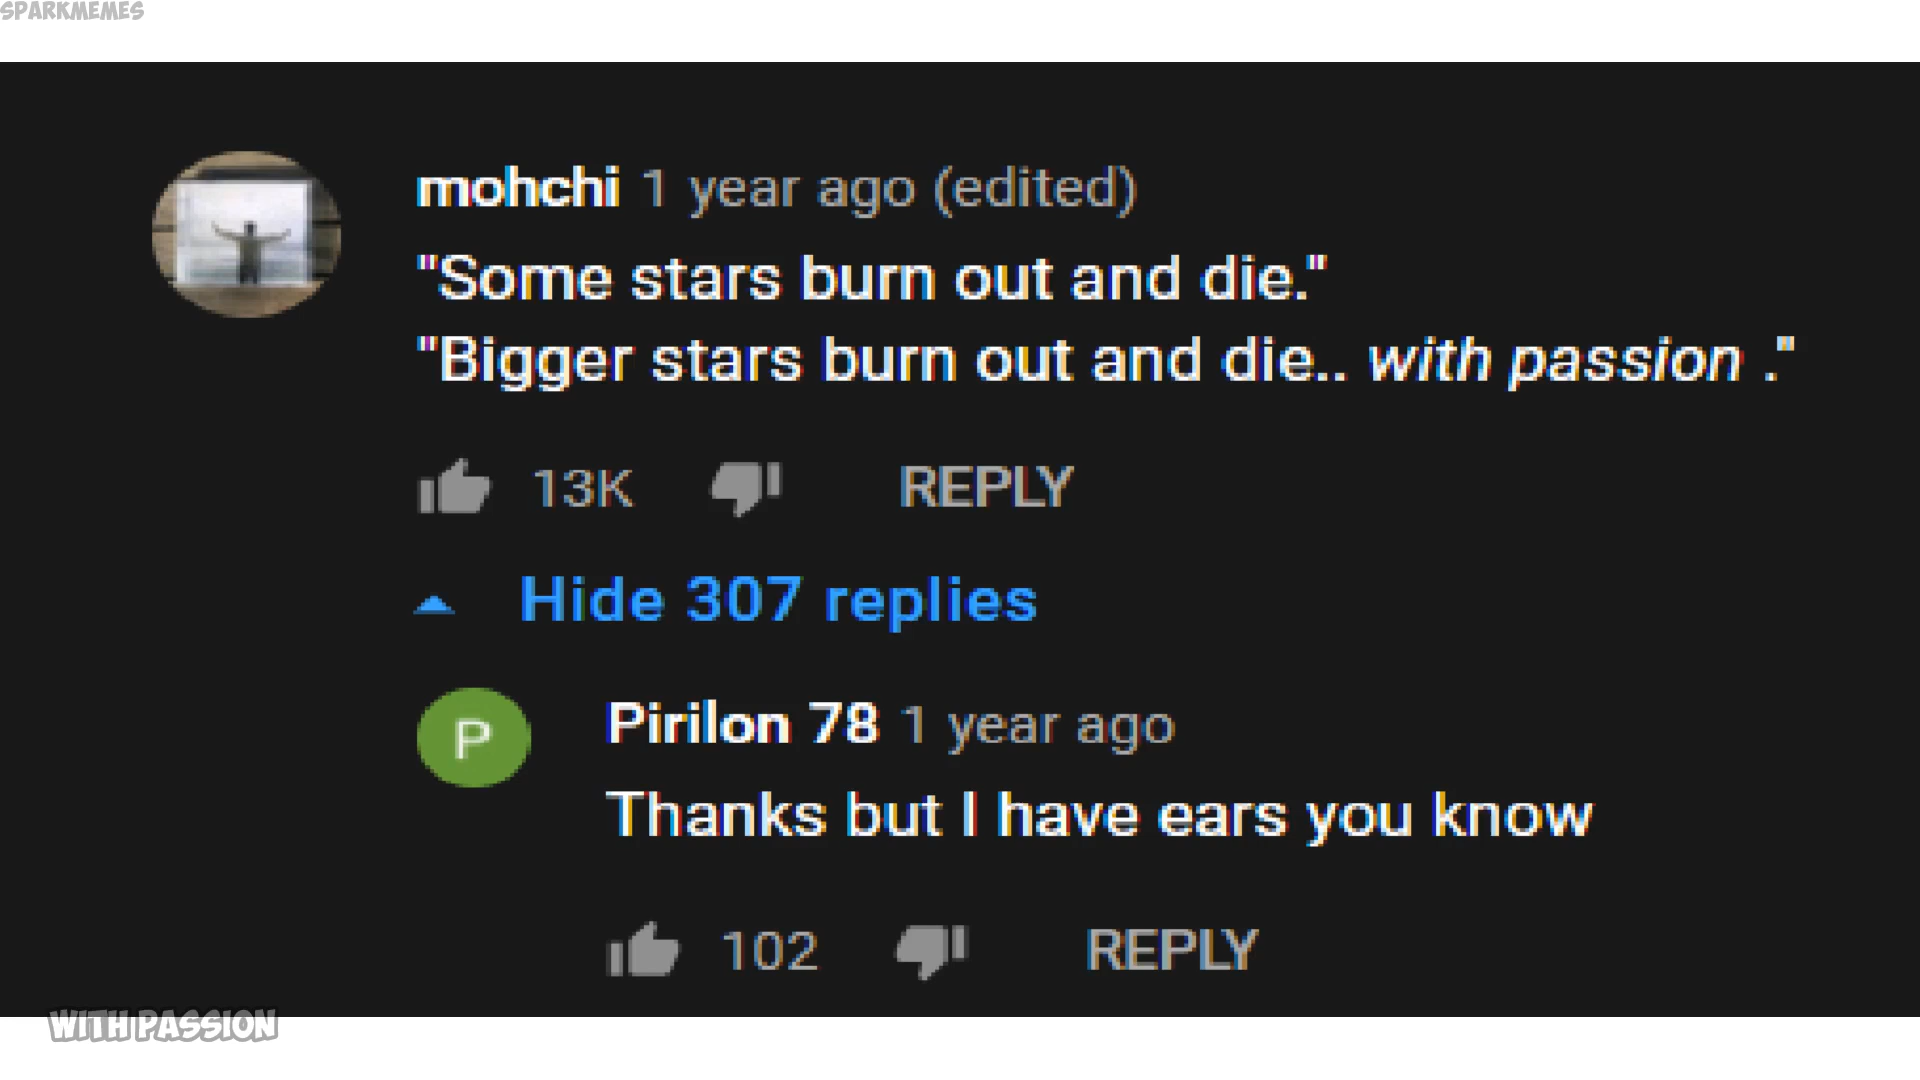 SPARKMEMES
mohchi 1 year ago (edited)
"Some stars burn out and die."
"Bigger stars burn out and die.. with passion ."
13K REPLY
Hide 307 replies
P
Pirilon 78 1 year ago
Thanks but I have ears you know
102 REPLY
WITH PASSION